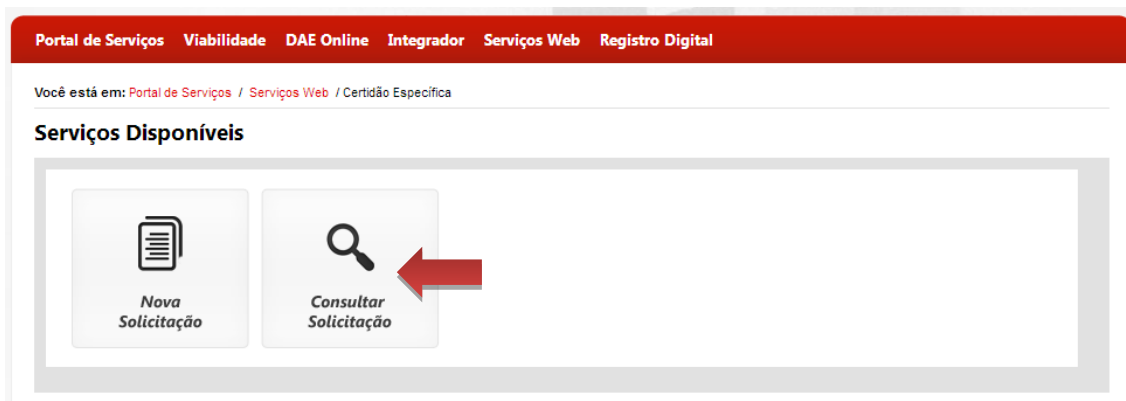 Portal de Serviços Viabilidade DAE Online Integrador Serviços Web Registro Digital
Você está em: Portal de Serviços / Serviços Web / Certidão Específica
Serviços Disponíveis
Nova
Solicitação
Consultar
Solicitação